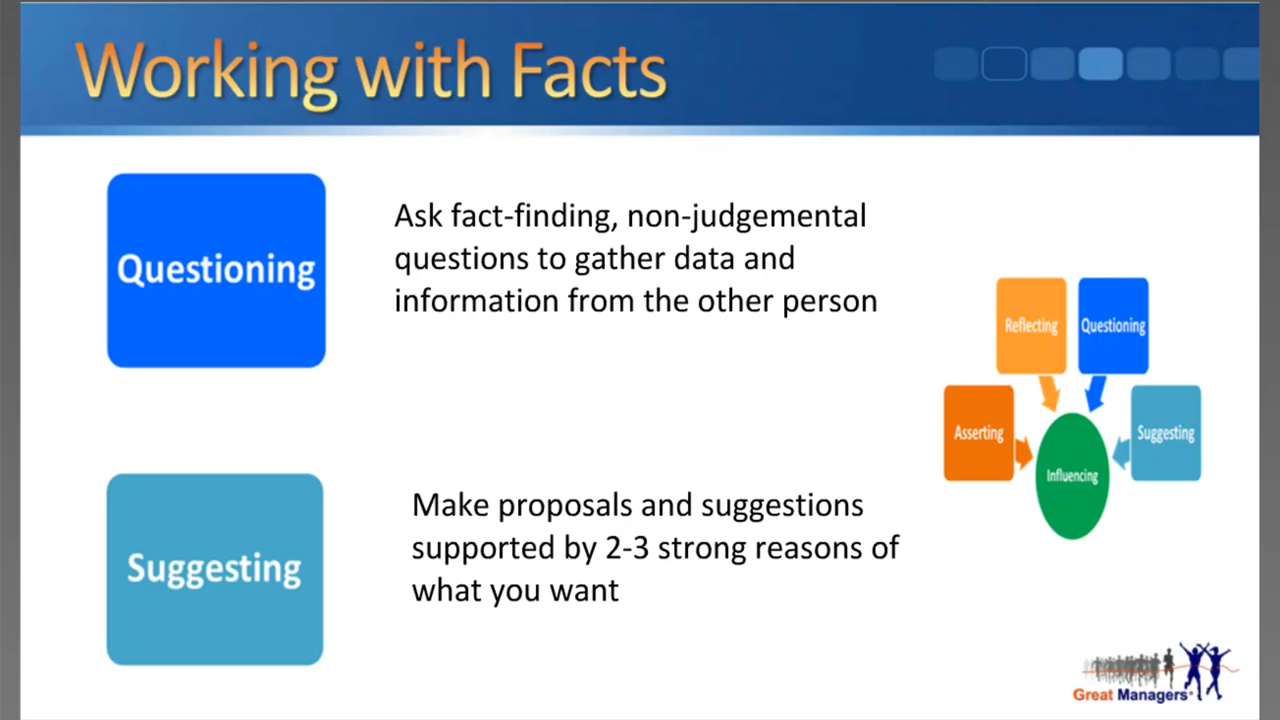 Working with Facts
Questioning
Ask fact-finding, non-judgemental
questions to gather data and
information from the other person
Reflecting
Questioning
Asserting
Suggesting
Influencing
Suggesting
Make proposals and suggestions
supported by 2-3 strong reasons of
what you want
Great Managers